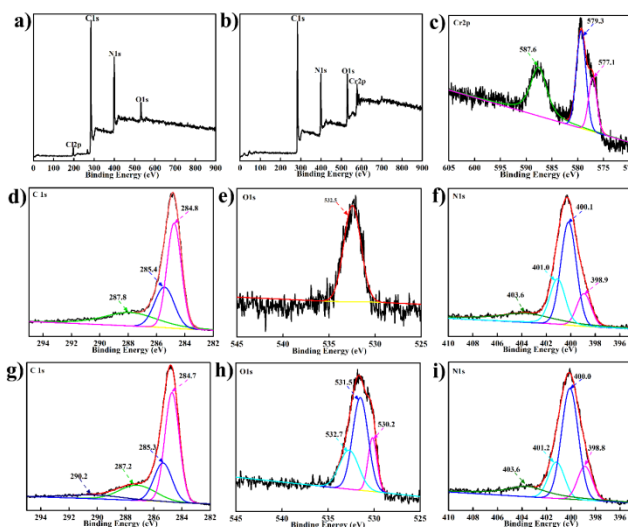 a)
C1s
N1s
O1s
Cl2p
0 100 200 300 400 500 600 700 800 900
Binding Energy (eV)
b)
C1s
N1s
O1s
Cr2p
0 100 200 300 400 500 600 700 800 900
Binding Energy (eV)
c)
Cr2p
587.6
579.3
577.1
605 600 595 590 585 580 575 570
Binding Energy (eV)
d)
C 1s
284.8
285.4
287.8
294 292 290 288 286 284 282
Binding Energy (eV)
e)
O1s
532.5
545 540 535 530 525
Binding Energy (eV)
f)
N1s
400.1
401.0
403.6
398.9
410 408 406 404 402 400 398 396
Binding Energy (eV)
g)
C 1s
284.7
285.3
287.2
290.2
294 292 290 288 286 284 282
Binding Energy (eV)
h)
O1s
531.5
532.7
530.2
545 540 535 530 525
Binding Energy (eV)
i)
N1s
400.0
401.2
403.6
398.8
410 408 406 404 402 400 398 396
Binding Energy (eV)